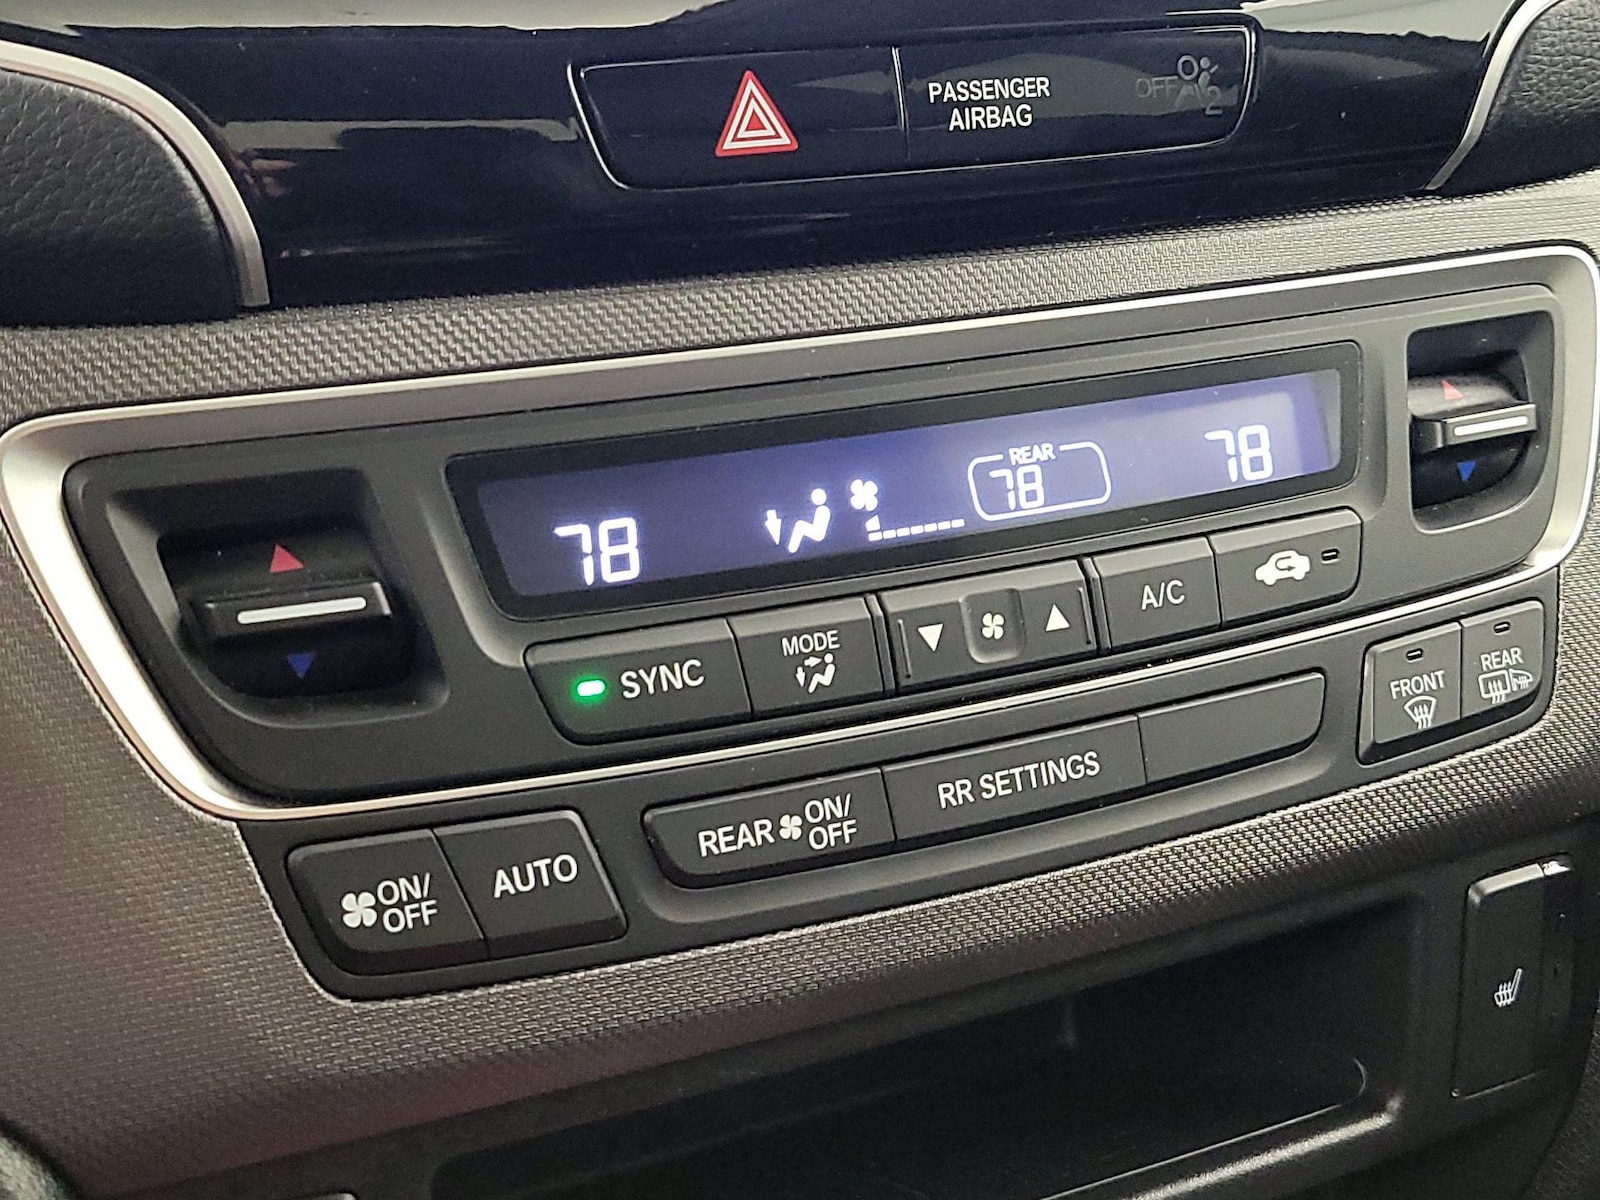 PASSENGER
AIRBAG
OFF
2
78
REAR
78
78
SYNC
MODE
A/C
FRONT
REAR
ON/
OFF
AUTO
REAR
ON/
OFF
RR SETTINGS